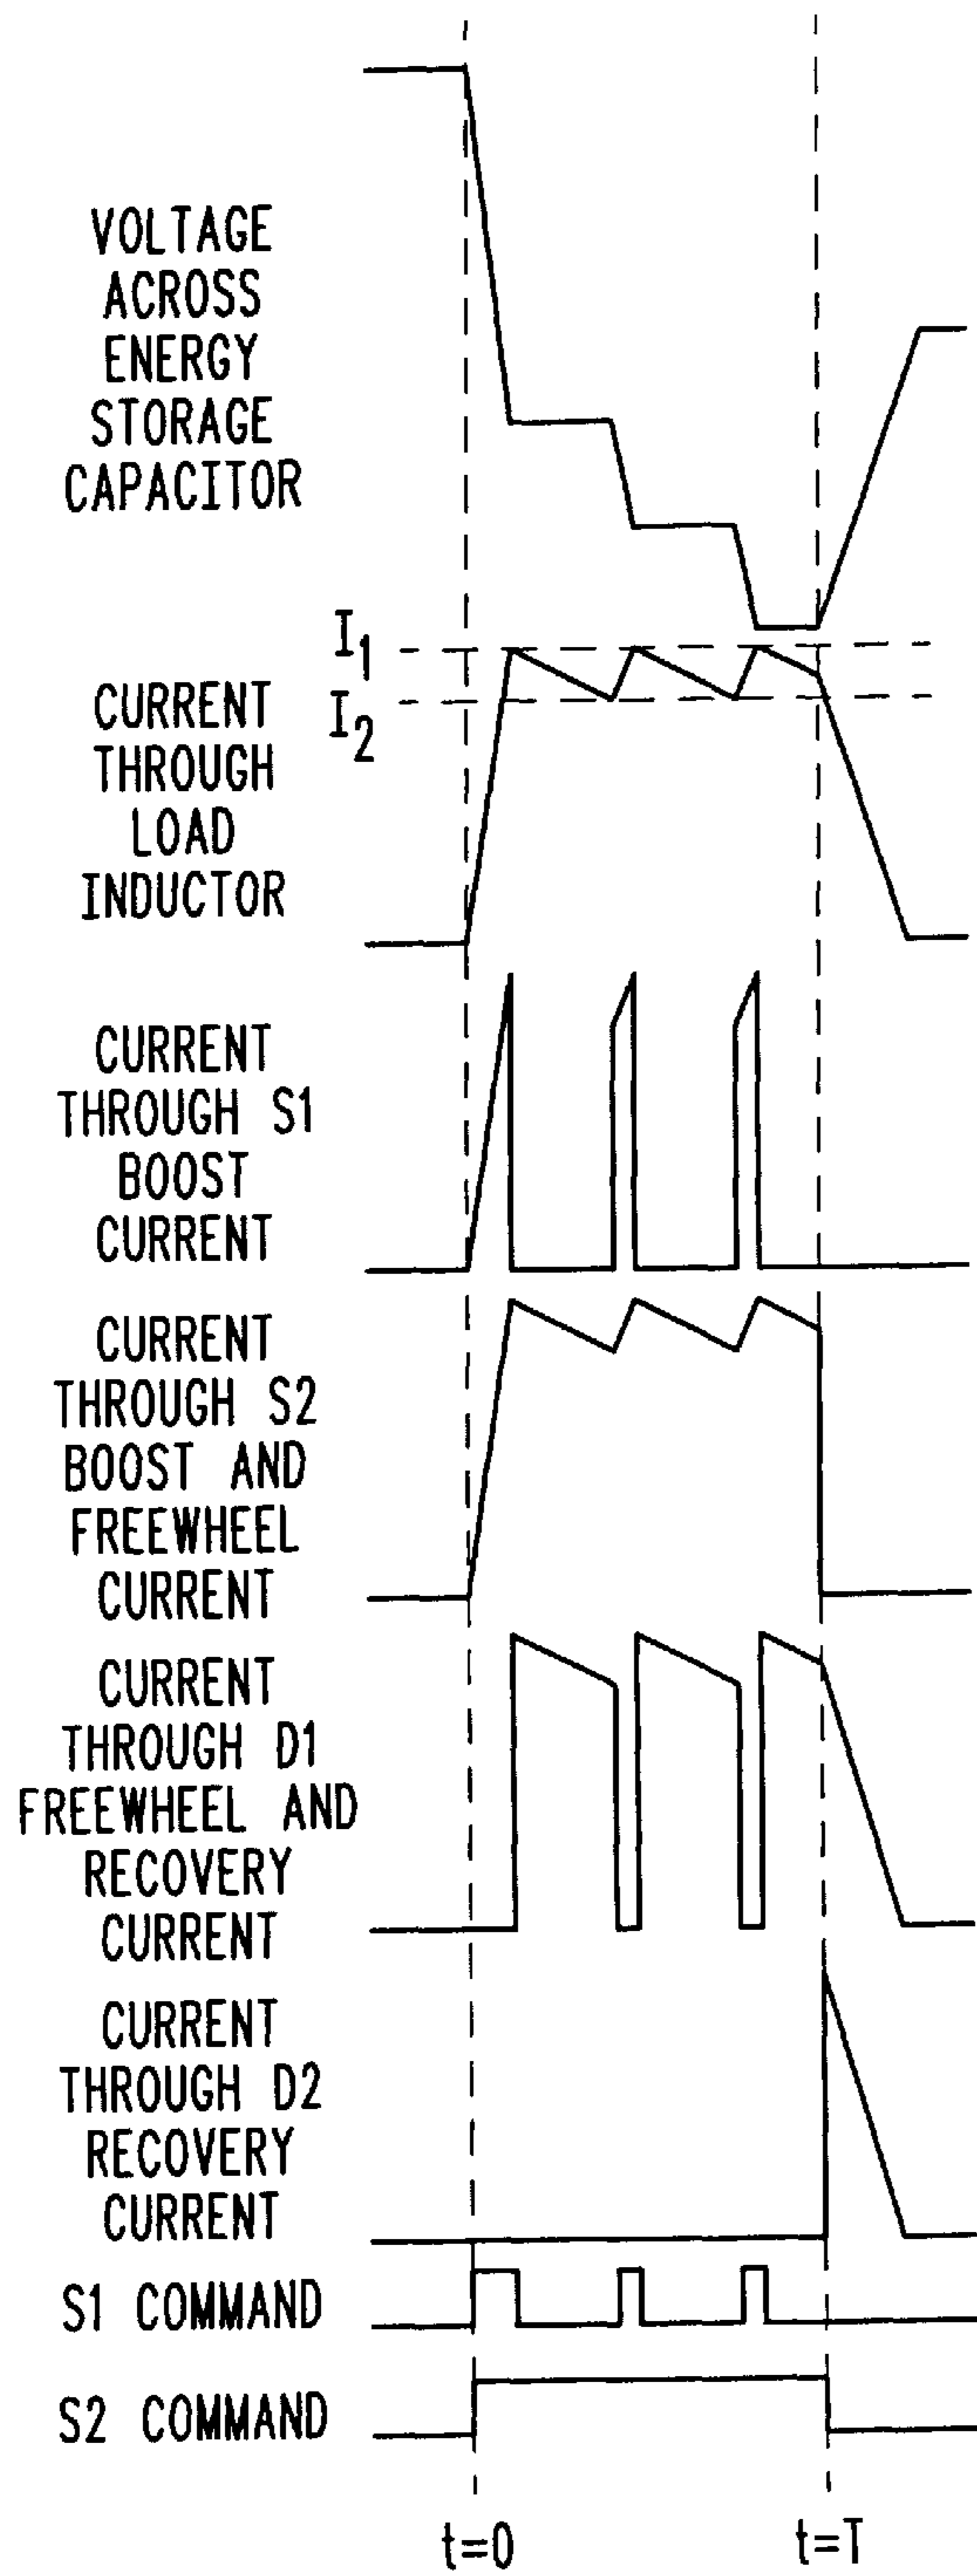 VOLTAGE
ACROSS
ENERGY
STORAGE
CAPACITOR
I1
I2
CURRENT
THROUGH
LOAD
INDUCTOR
CURRENT
THROUGH S1
BOOST
CURRENT
CURRENT
THROUGH S2
BOOST AND
FREEWHEEL
CURRENT
CURRENT
THROUGH D1
FREEWHEEL AND
RECOVERY
CURRENT
CURRENT
THROUGH D2
RECOVERY
CURRENT
S1 COMMAND
S2 COMMAND
t=0
t=T